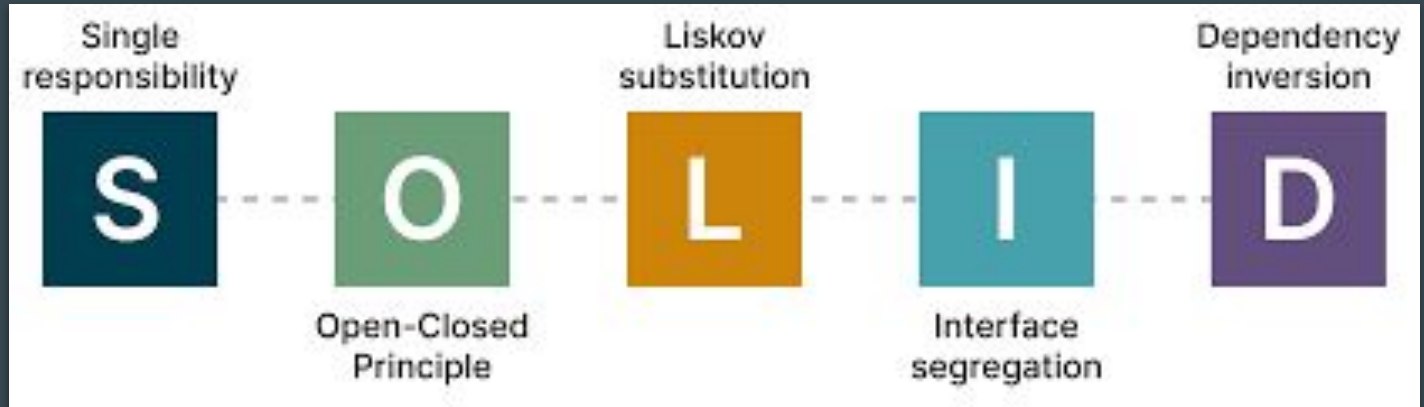 Single
responsibility
Liskov
substitution
Dependency
inversion
S
O
L
I
D
Open-Closed
Principle
Interface
segregation